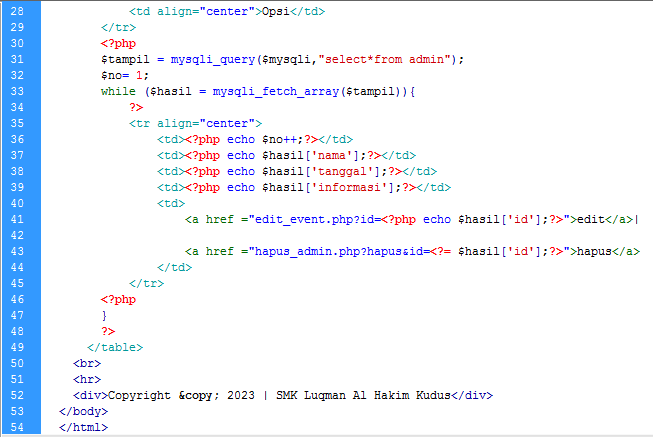 28 <td align="center">Opsi</td>
29 </tr>
30 <?php
31 $tampil = mysqli_query($mysqli,"select*from admin");
32 $no= 1;
33 while ($hasil = mysqli_fetch_array($tampil)){
34 ?>
35 <tr align="center">
36 <td><?php echo $no++;?></td>
37 <td><?php echo $hasil['nama'];?></td>
38 <td><?php echo $hasil['tanggal'];?></td>
39 <td><?php echo $hasil['informasi'];?></td>
40 <td>
41 <a href ="edit_event.php?id=<?php echo $hasil['id'];?>">edit</a>|
42
43 <a href ="hapus_admin.php?hapus&id=<?= $hasil['id'];?>">hapus</a>
44 </td>
45 </tr>
46 <?php
47 }
48 ?>
49 </table>
50 <br>
51 <hr>
52 <div>Copyright &copy; 2023 | SMK Luqman Al Hakim Kudus</div>
53 </body>
54 </html>